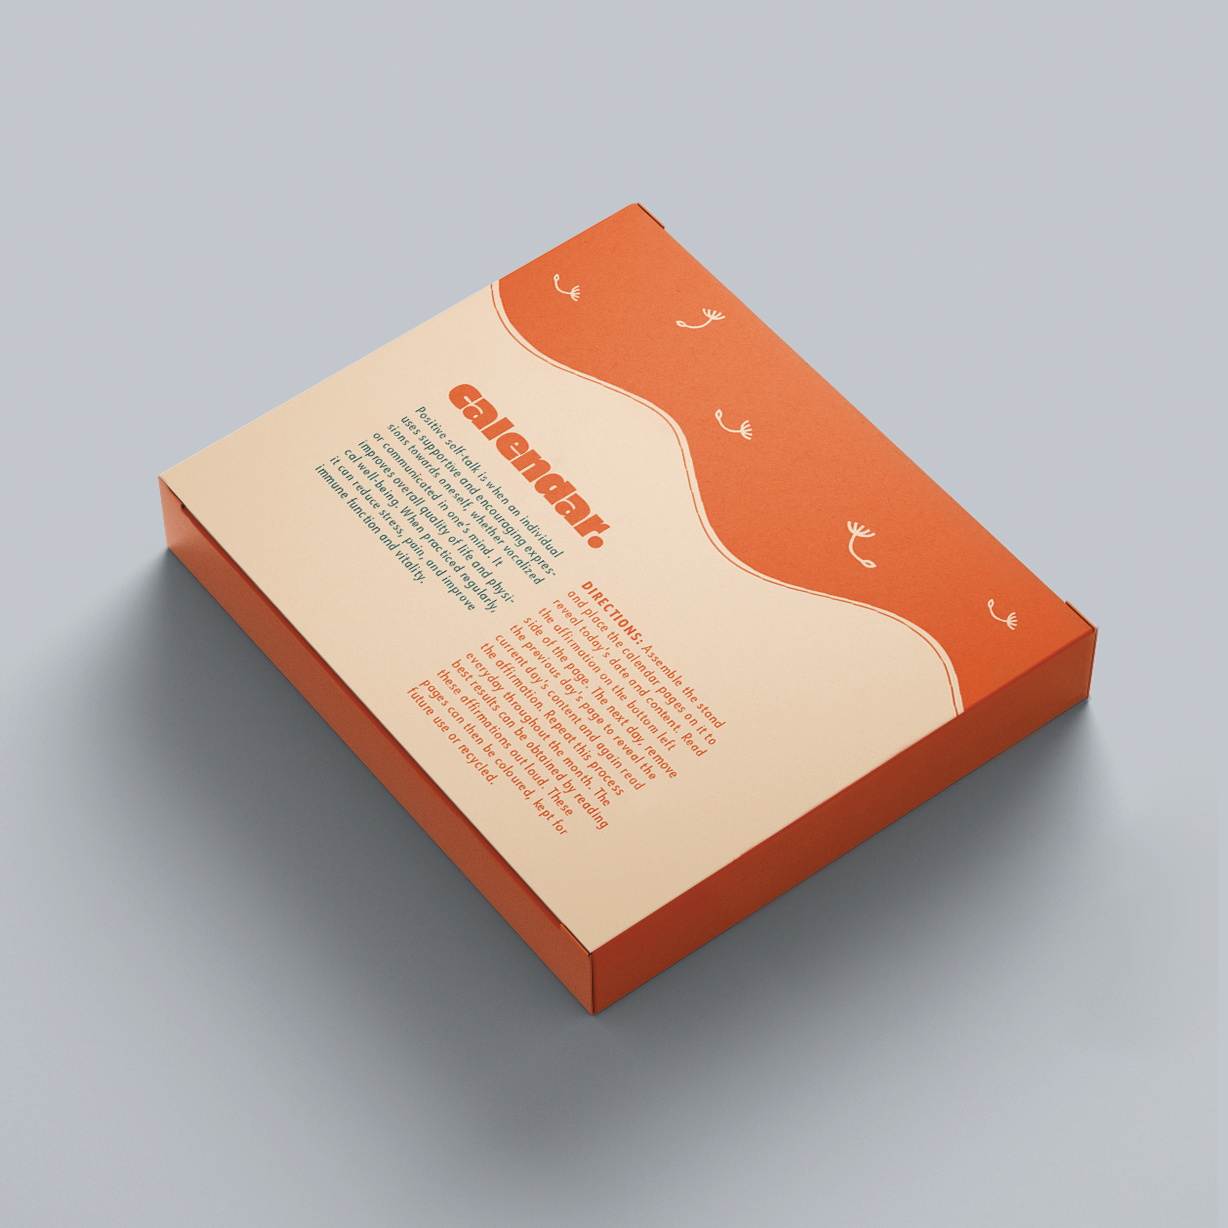 calendar.
Positive self-talk is when an individual
uses supportive and encouraging expres-
sions towards oneself, whether vocalized
or communicated in one's mind. It
improves overall quality of life and physi-
cal well-being. When practiced regularly,
it can reduce stress, pain, and improve
immune function and vitality.
DIRECTIONS: Assemble the stand
and place the calendar pages on it to
reveal today's date and content. Read
the affirmation on the bottom left
side of the page. The next day, remove
the previous day's page to reveal the
current day's content and again read
the affirmation. Repeat this process
everyday throughout the month. The
best results can be obtained by reading
these affirmations out loud. These
pages can then be coloured, kept for
future use or recycled.